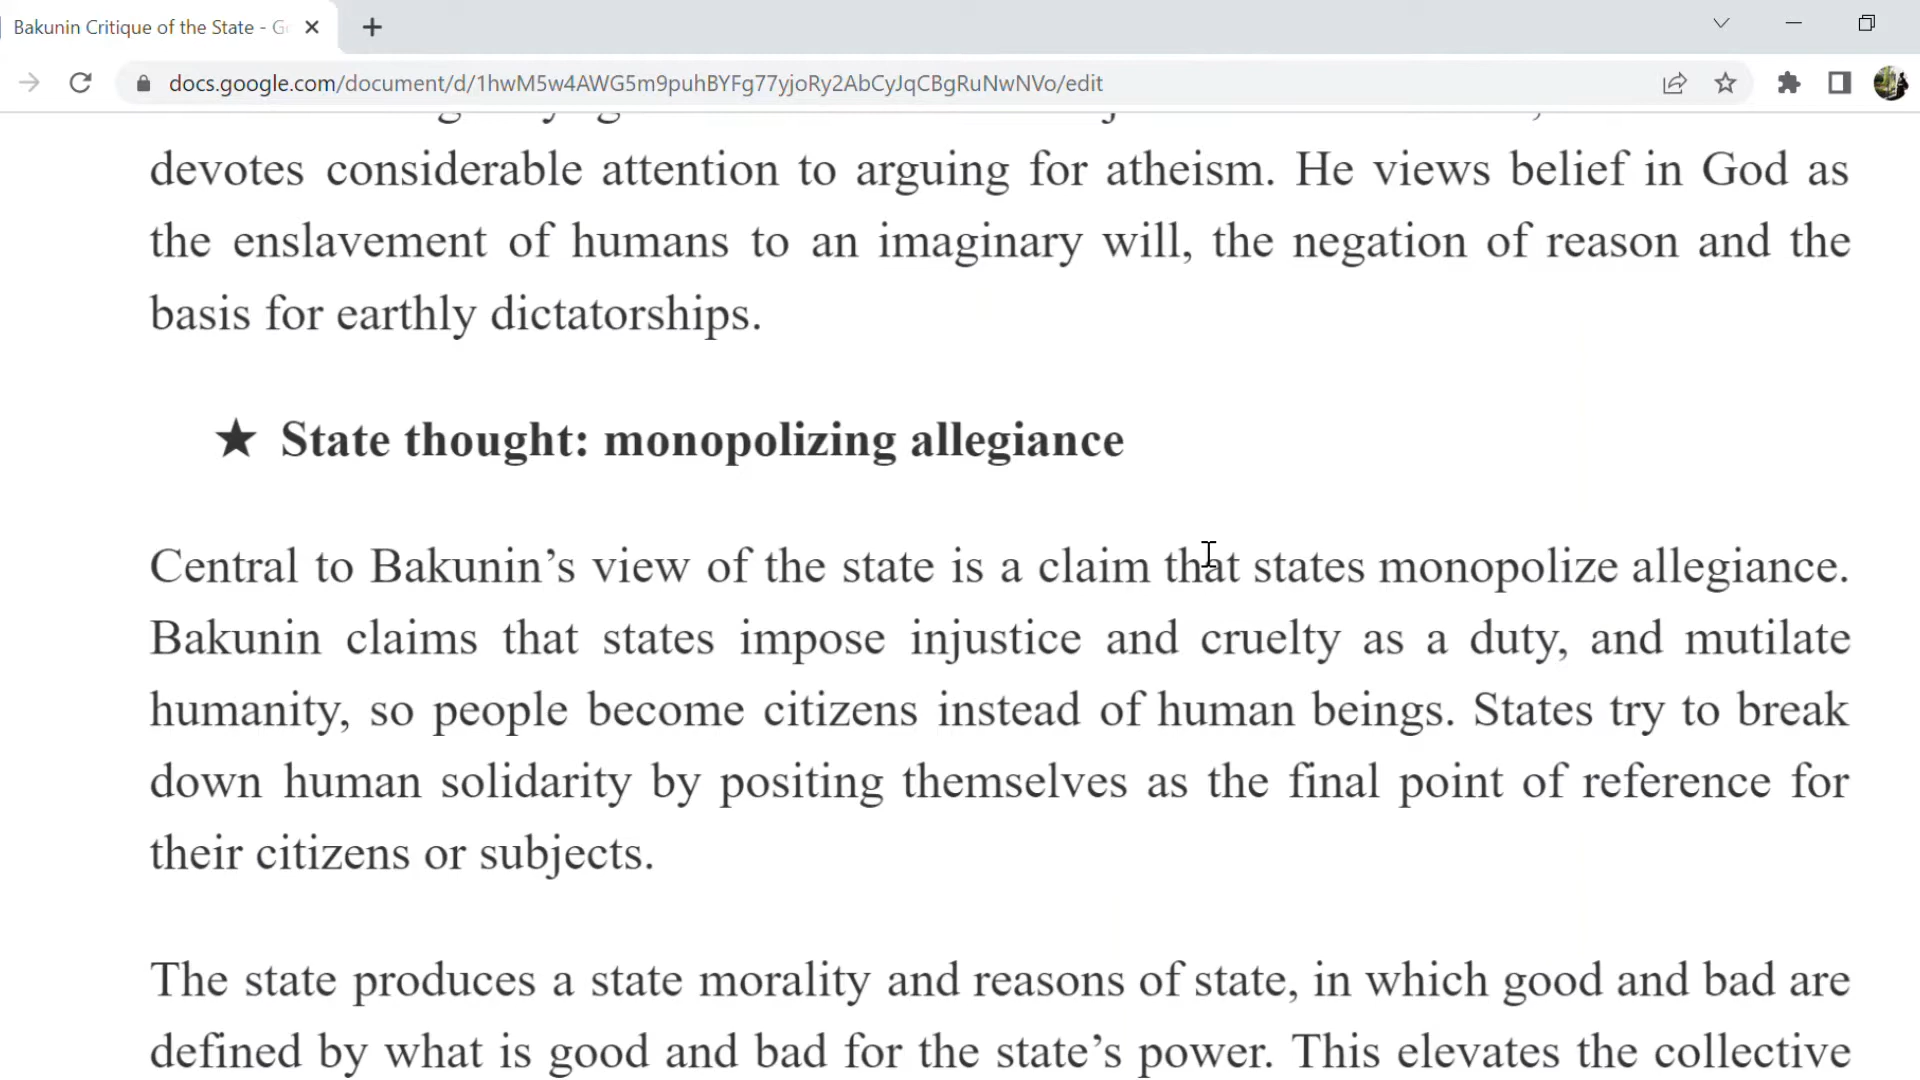 Bakunin Critique of the State - G
docs.google.com/document/d/1hwM5w4AWG5m9puhBYFg77yjoRy2AbCyJqCBgRuNwNVo/edit
devotes considerable attention to arguing for atheism. He views belief in God as
the enslavement of humans to an imaginary will, the negation of reason and the
basis for earthly dictatorships.
★ State thought: monopolizing allegiance
Central to Bakunin’s view of the state is a claim that states monopolize allegiance.
Bakunin claims that states impose injustice and cruelty as a duty, and mutilate
humanity, so people become citizens instead of human beings. States try to break
down human solidarity by positing themselves as the final point of reference for
their citizens or subjects.
The state produces a state morality and reasons of state, in which good and bad are
defined by what is good and bad for the state’s power. This elevates the collective